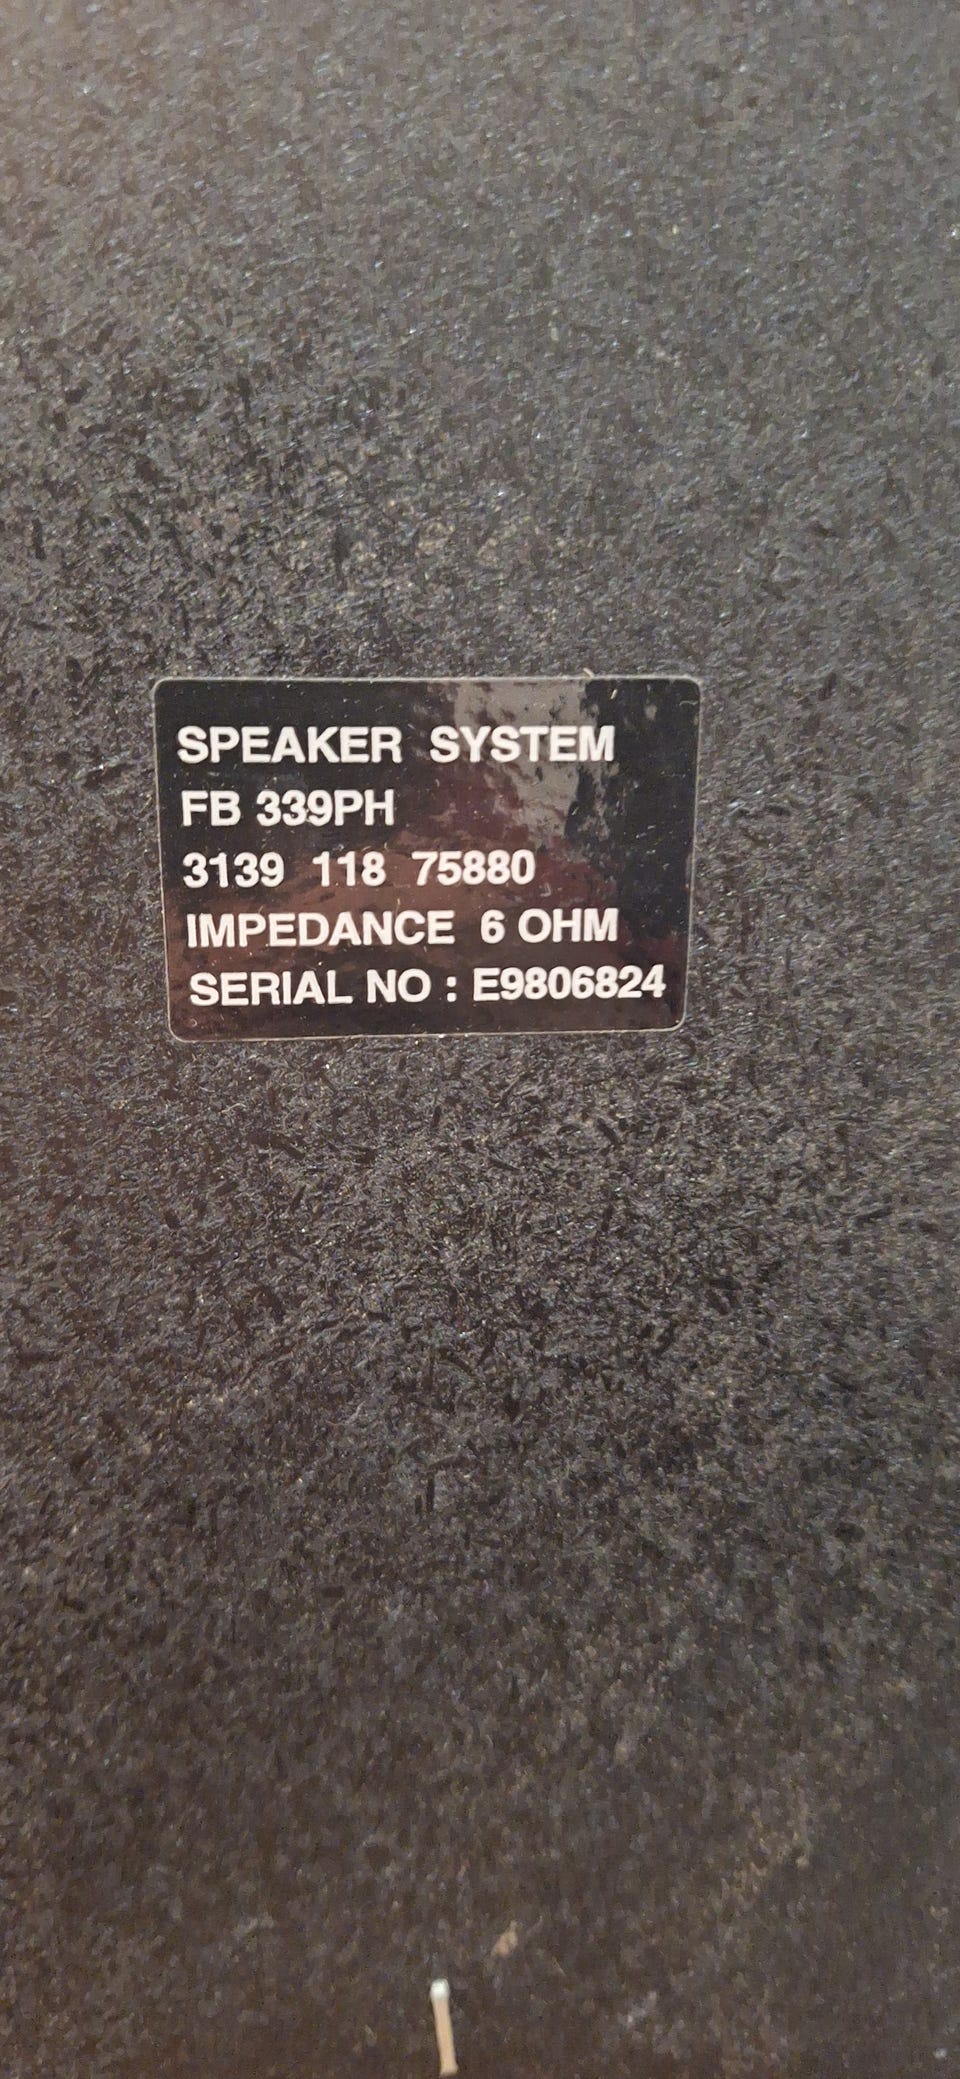 SPEAKER SYSTEM
FB 339PH
3139 118 75880
IMPEDANCE 6 OHM
SERIAL NO : E9806824